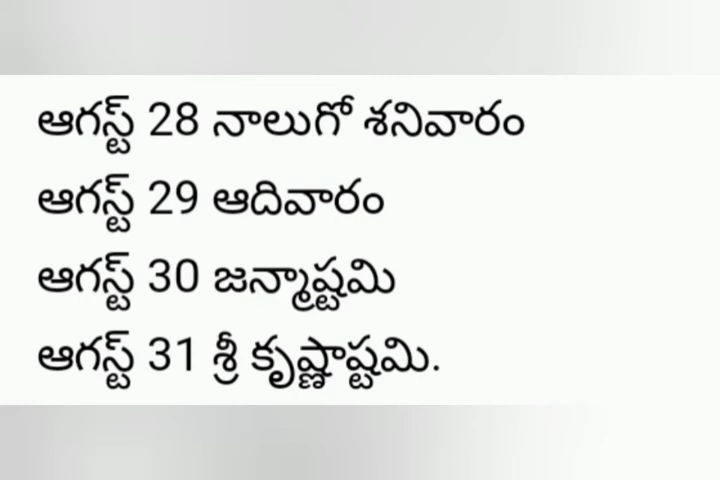 ఆగస్ట్ 28 నాలుగో శనివారం
ఆగస్ట్ 29 ఆదివారం
ఆగస్ట్ 30 జన్మాష్టమి
ఆగస్ట్ 31 శ్రీ కృష్ణాష్టమి.